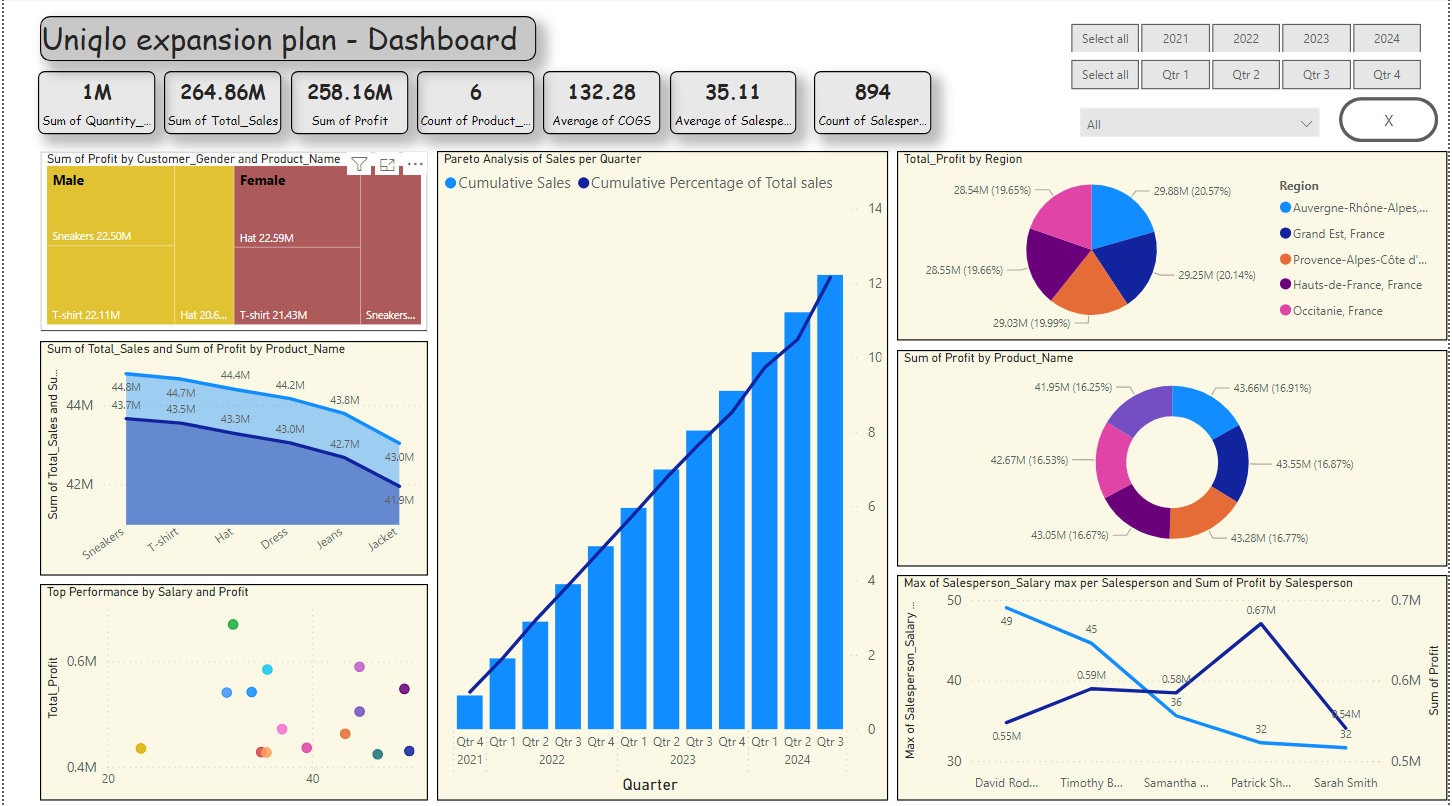 Uniqlo expansion plan - Dashboard
Select all 2021 2022 2023 2024
Select all Qtr 1 Qtr 2 Qtr 3 Qtr 4
All
X
1M
Sum of Quantity_...
264.86M
Sum of Total_Sales
258.16M
Sum of Profit
6
Count of Product_...
132.28
Average of COGS
35.11
Average of Salespe...
894
Count of Salesper...
Sum of Profit by Customer_Gender and Product_Name
Male
Sneakers 22.50M
T-shirt 22.11M
Hat 20.6...
Female
Hat 22.59M
T-shirt 21.43M
Sneakers...
Sum of Total_Sales and Sum of Profit by Product_Name
Sum of Total_Sales and Su...
44M
42M
44.8M
44.7M
44.4M
44.2M
43.8M
43.0M
43.7M
43.5M
43.3M
43.0M
42.7M
41.9M
Sneakers
T-shirt
Hat
Dress
Jeans
Jacket
Top Performance by Salary and Profit
Total_Profit
0.6M
0.4M
20
40
Pareto Analysis of Sales per Quarter
Cumulative Sales
Cumulative Percentage of Total sales
14
12
10
8
6
4
2
0
Qtr 4 Qtr 1 Qtr 2 Qtr 3 Qtr 4 Qtr 1 Qtr 2 Qtr 3 Qtr 4 Qtr 1 Qtr 2 Qtr 3
2021 2022 2023 2024
Quarter
Total_Profit by Region
28.54M (19.65%)
29.88M (20.57%)
28.55M (19.66%)
29.25M (20.14%)
29.03M (19.99%)
Region
Auvergne-Rhône-Alpes,...
Grand Est, France
Provence-Alpes-Côte d'...
Hauts-de-France, France
Occitanie, France
Sum of Profit by Product_Name
41.95M (16.25%)
43.66M (16.91%)
42.67M (16.53%)
43.55M (16.87%)
43.05M (16.67%)
43.28M (16.77%)
Max of Salesperson_Salary max per Salesperson and Sum of Profit by Salesperson
Max of Salesperson_Salary ...
50
40
30
49
45
36
32
32
0.55M
0.59M
0.58M
0.67M
0.54M
0.7M
0.6M
0.5M
Sum of Profit
David Rod...
Timothy B...
Samantha ...
Patrick Sh...
Sarah Smith